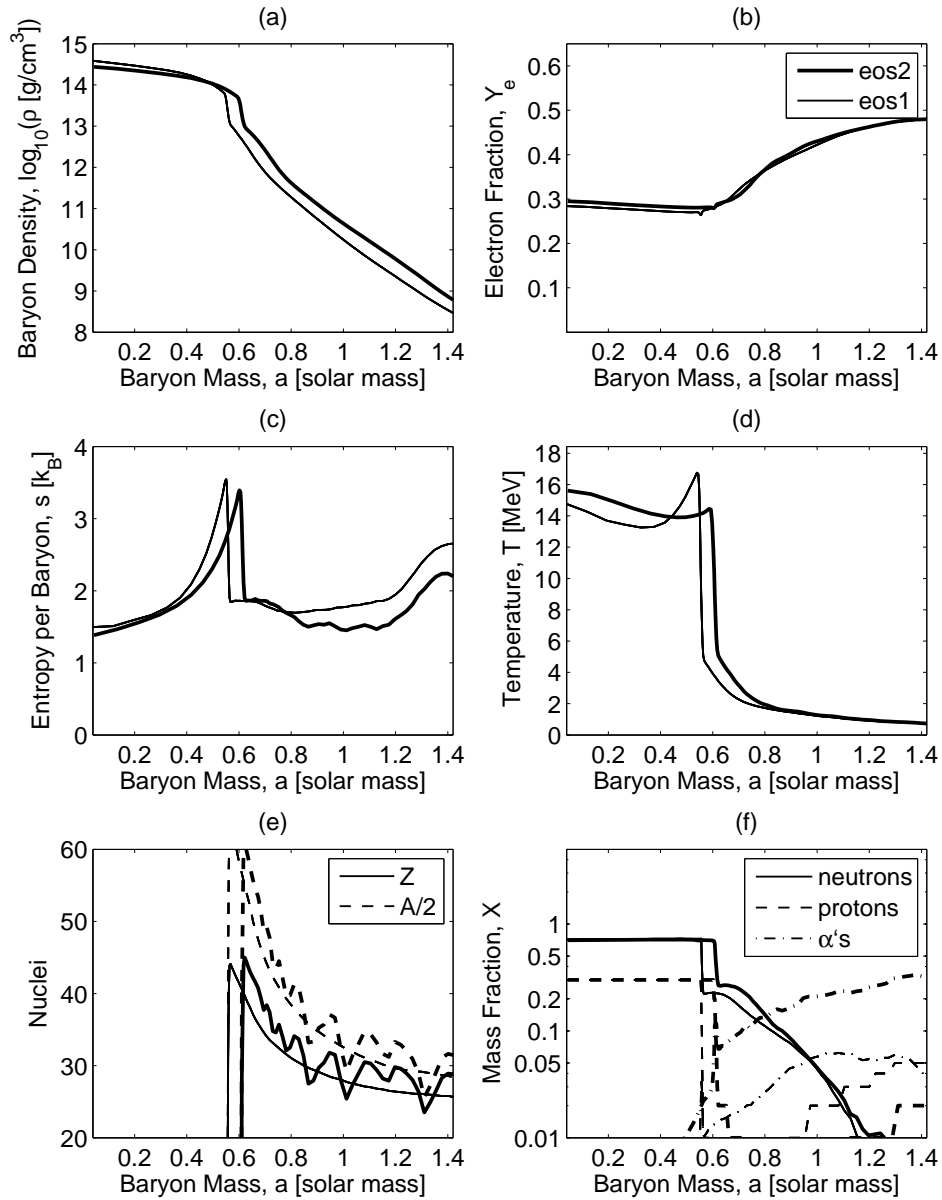 (a)
Baryon Density, log10(ρ [g/cm3])
15
14
13
12
11
10
9
8
0.2 0.4 0.6 0.8 1 1.2 1.4
Baryon Mass, a [solar mass]
(b)
Electron Fraction, Y_e
0.6
0.5
0.4
0.3
0.2
0.1
eos2
eos1
0.2 0.4 0.6 0.8 1 1.2 1.4
Baryon Mass, a [solar mass]
(c)
Entropy per Baryon, s [k_B]
4
3
2
1
0
0.2 0.4 0.6 0.8 1 1.2 1.4
Baryon Mass, a [solar mass]
(d)
Temperature, T [MeV]
18
16
14
12
10
8
6
4
2
0
0.2 0.4 0.6 0.8 1 1.2 1.4
Baryon Mass, a [solar mass]
(e)
Nuclei
60
50
40
30
20
Z
A/2
0.2 0.4 0.6 0.8 1 1.2 1.4
Baryon Mass, a [solar mass]
(f)
Mass Fraction, X
1
0.5
0.2
0.1
0.05
0.01
neutrons
protons
α‘s
0.2 0.4 0.6 0.8 1 1.2 1.4
Baryon Mass, a [solar mass]